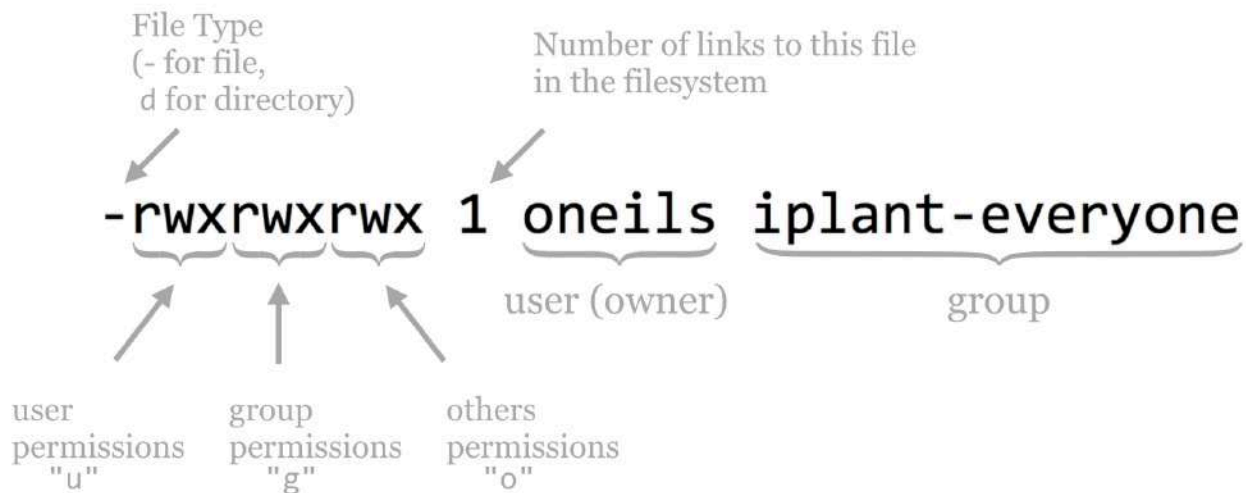 File Type
(- for file,
d for directory)
Number of links to this file
in the filesystem
-rwxrwxrwx 1 oneils iplant-everyone
user (owner)
group
user
permissions
"u"
group
permissions
"g"
others
permissions
"o"